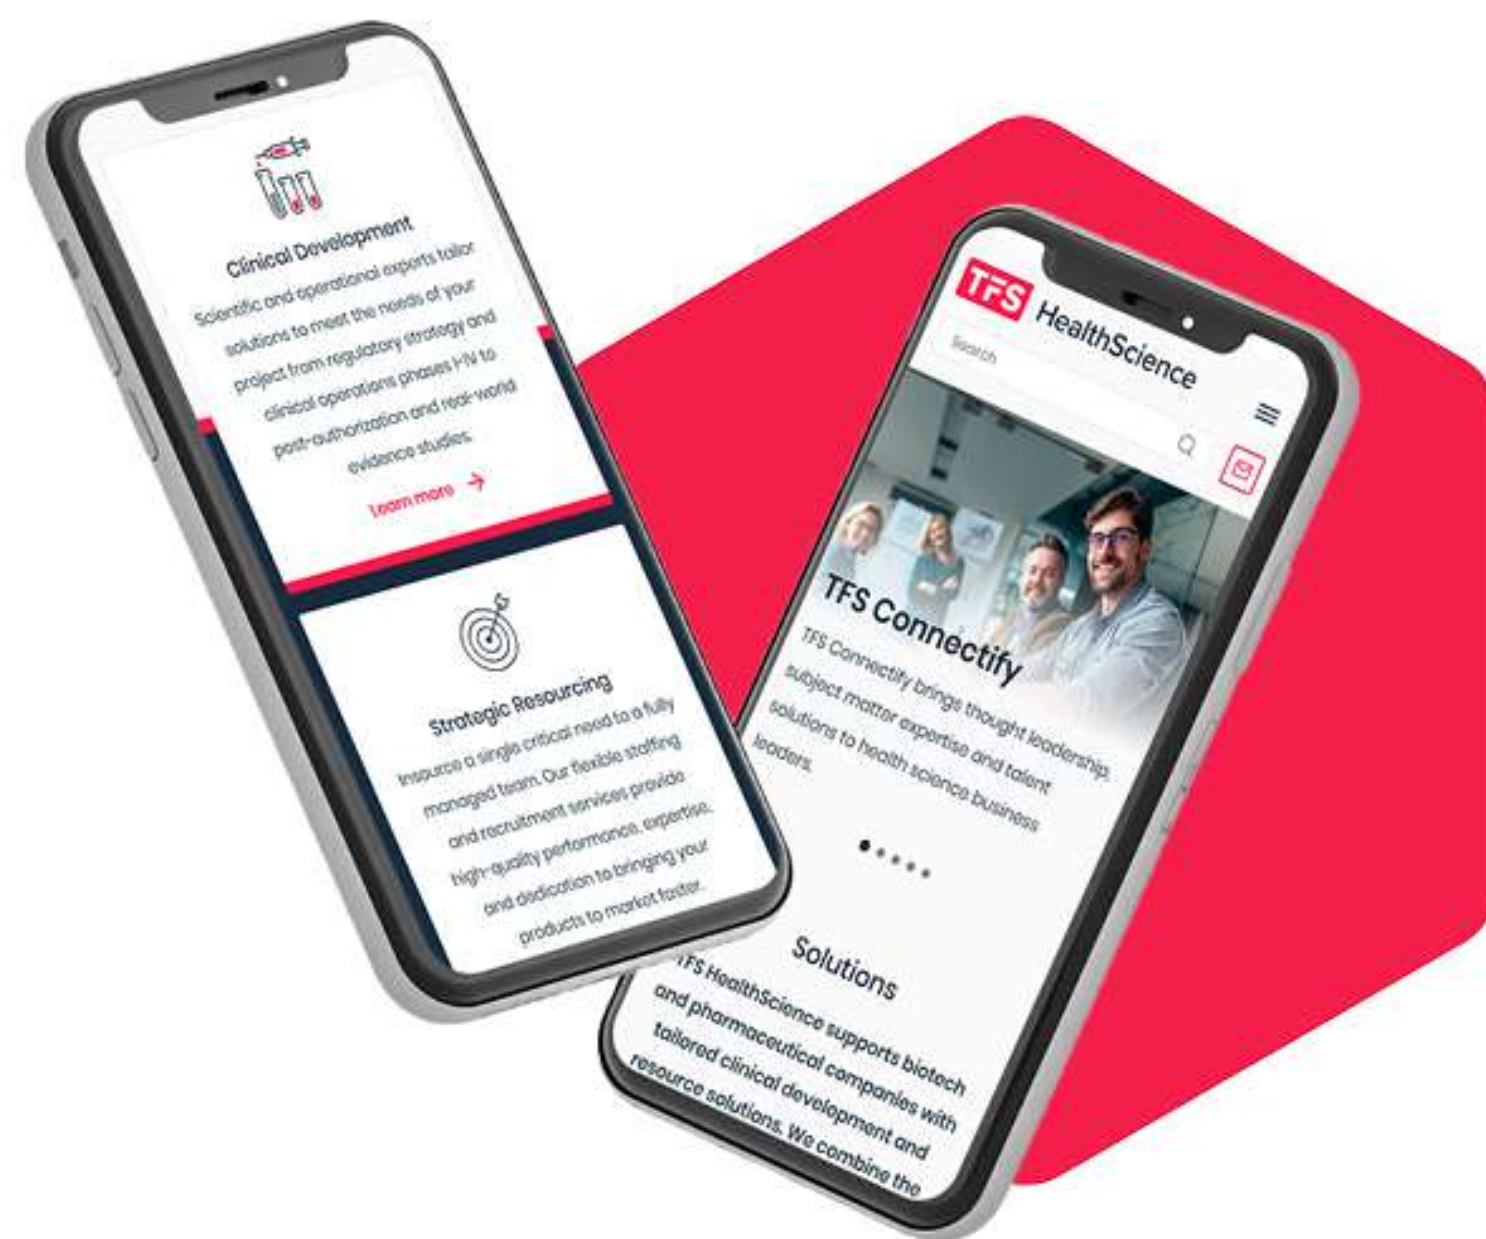 Clinical Development
Scientific and operational experts tailor
solutions to meet the needs of your
project from regulatory strategy and
clinical operations phases I-IV to
post-authorization and real-world
evidence studies.
Learn more →
Strategic Resourcing
Insource a single critical need to a fully
managed team. Our flexible staffing
and recruitment services provide
high-quality performance, expertise,
and dedication to bringing your
products to market faster.
TFS HealthScience
Search
TFS Connectify
TFS Connectify brings thought leadership,
subject matter expertise and talent
solutions to health science business
leaders.
Solutions
TFS HealthScience supports biotech
and pharmaceutical companies with
tailored clinical development and
resource solutions. We combine the